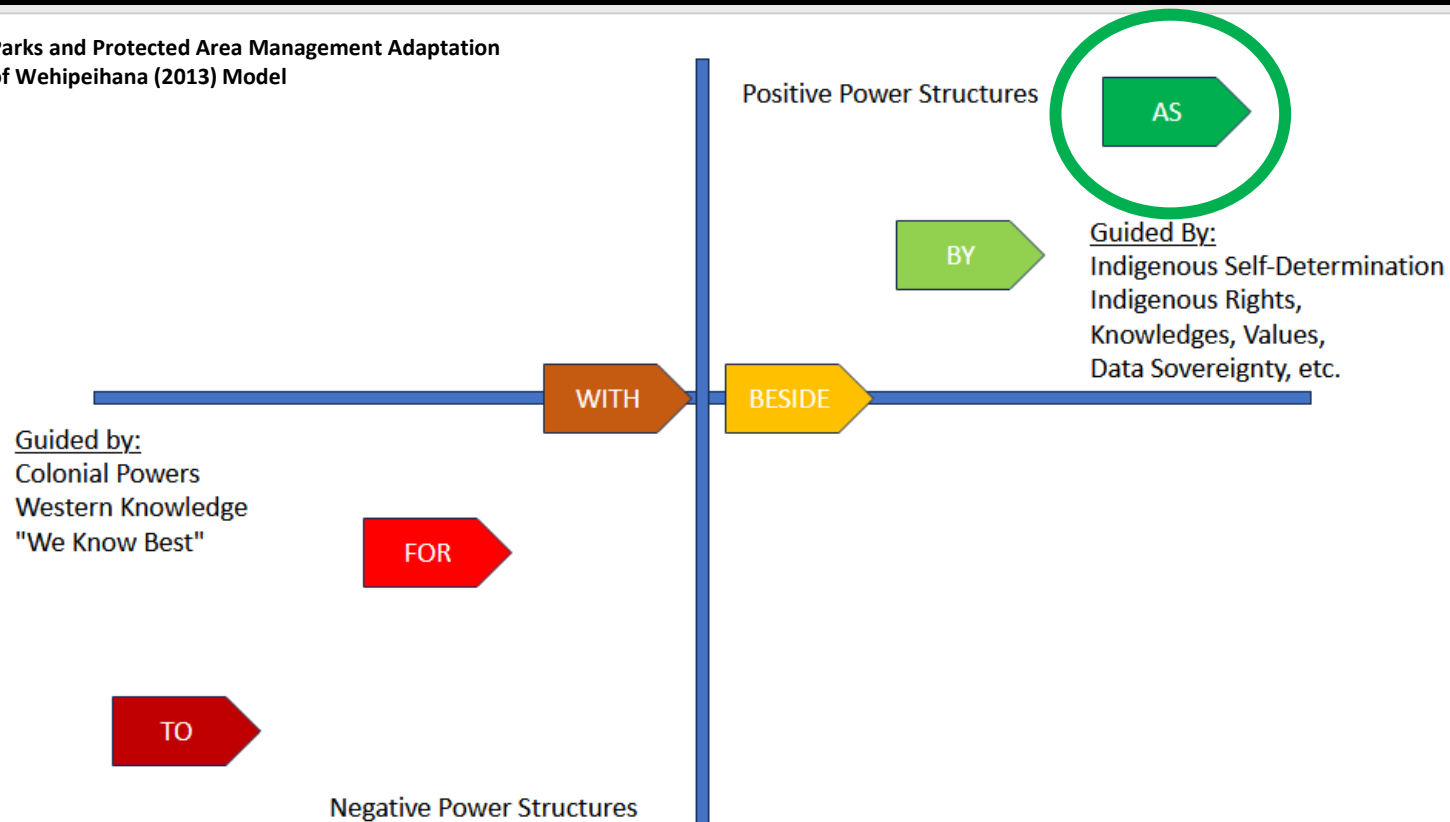 Parks and Protected Area Management Adaptation
of Wehipeihana (2013) Model
Positive Power Structures
AS
BY
Guided By:
Indigenous Self-Determination
Indigenous Rights,
Knowledges, Values,
Data Sovereignty, etc.
WITH
BESIDE
Guided by:
Colonial Powers
Western Knowledge
"We Know Best"
FOR
TO
Negative Power Structures